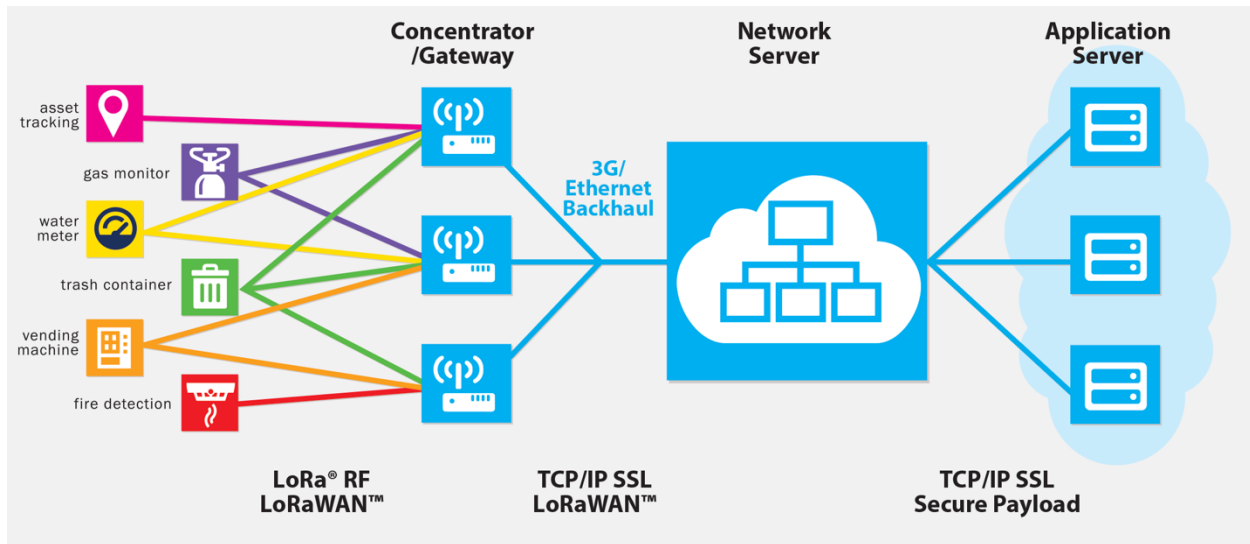 Concentrator
/Gateway
Network
Server
Application
Server
asset
tracking
gas monitor
water
meter
trash container
vending
machine
fire detection
3G/
Ethernet
Backhaul
LoRa® RF
LoRaWAN™
TCP/IP SSL
LoRaWAN™
TCP/IP SSL
Secure Payload